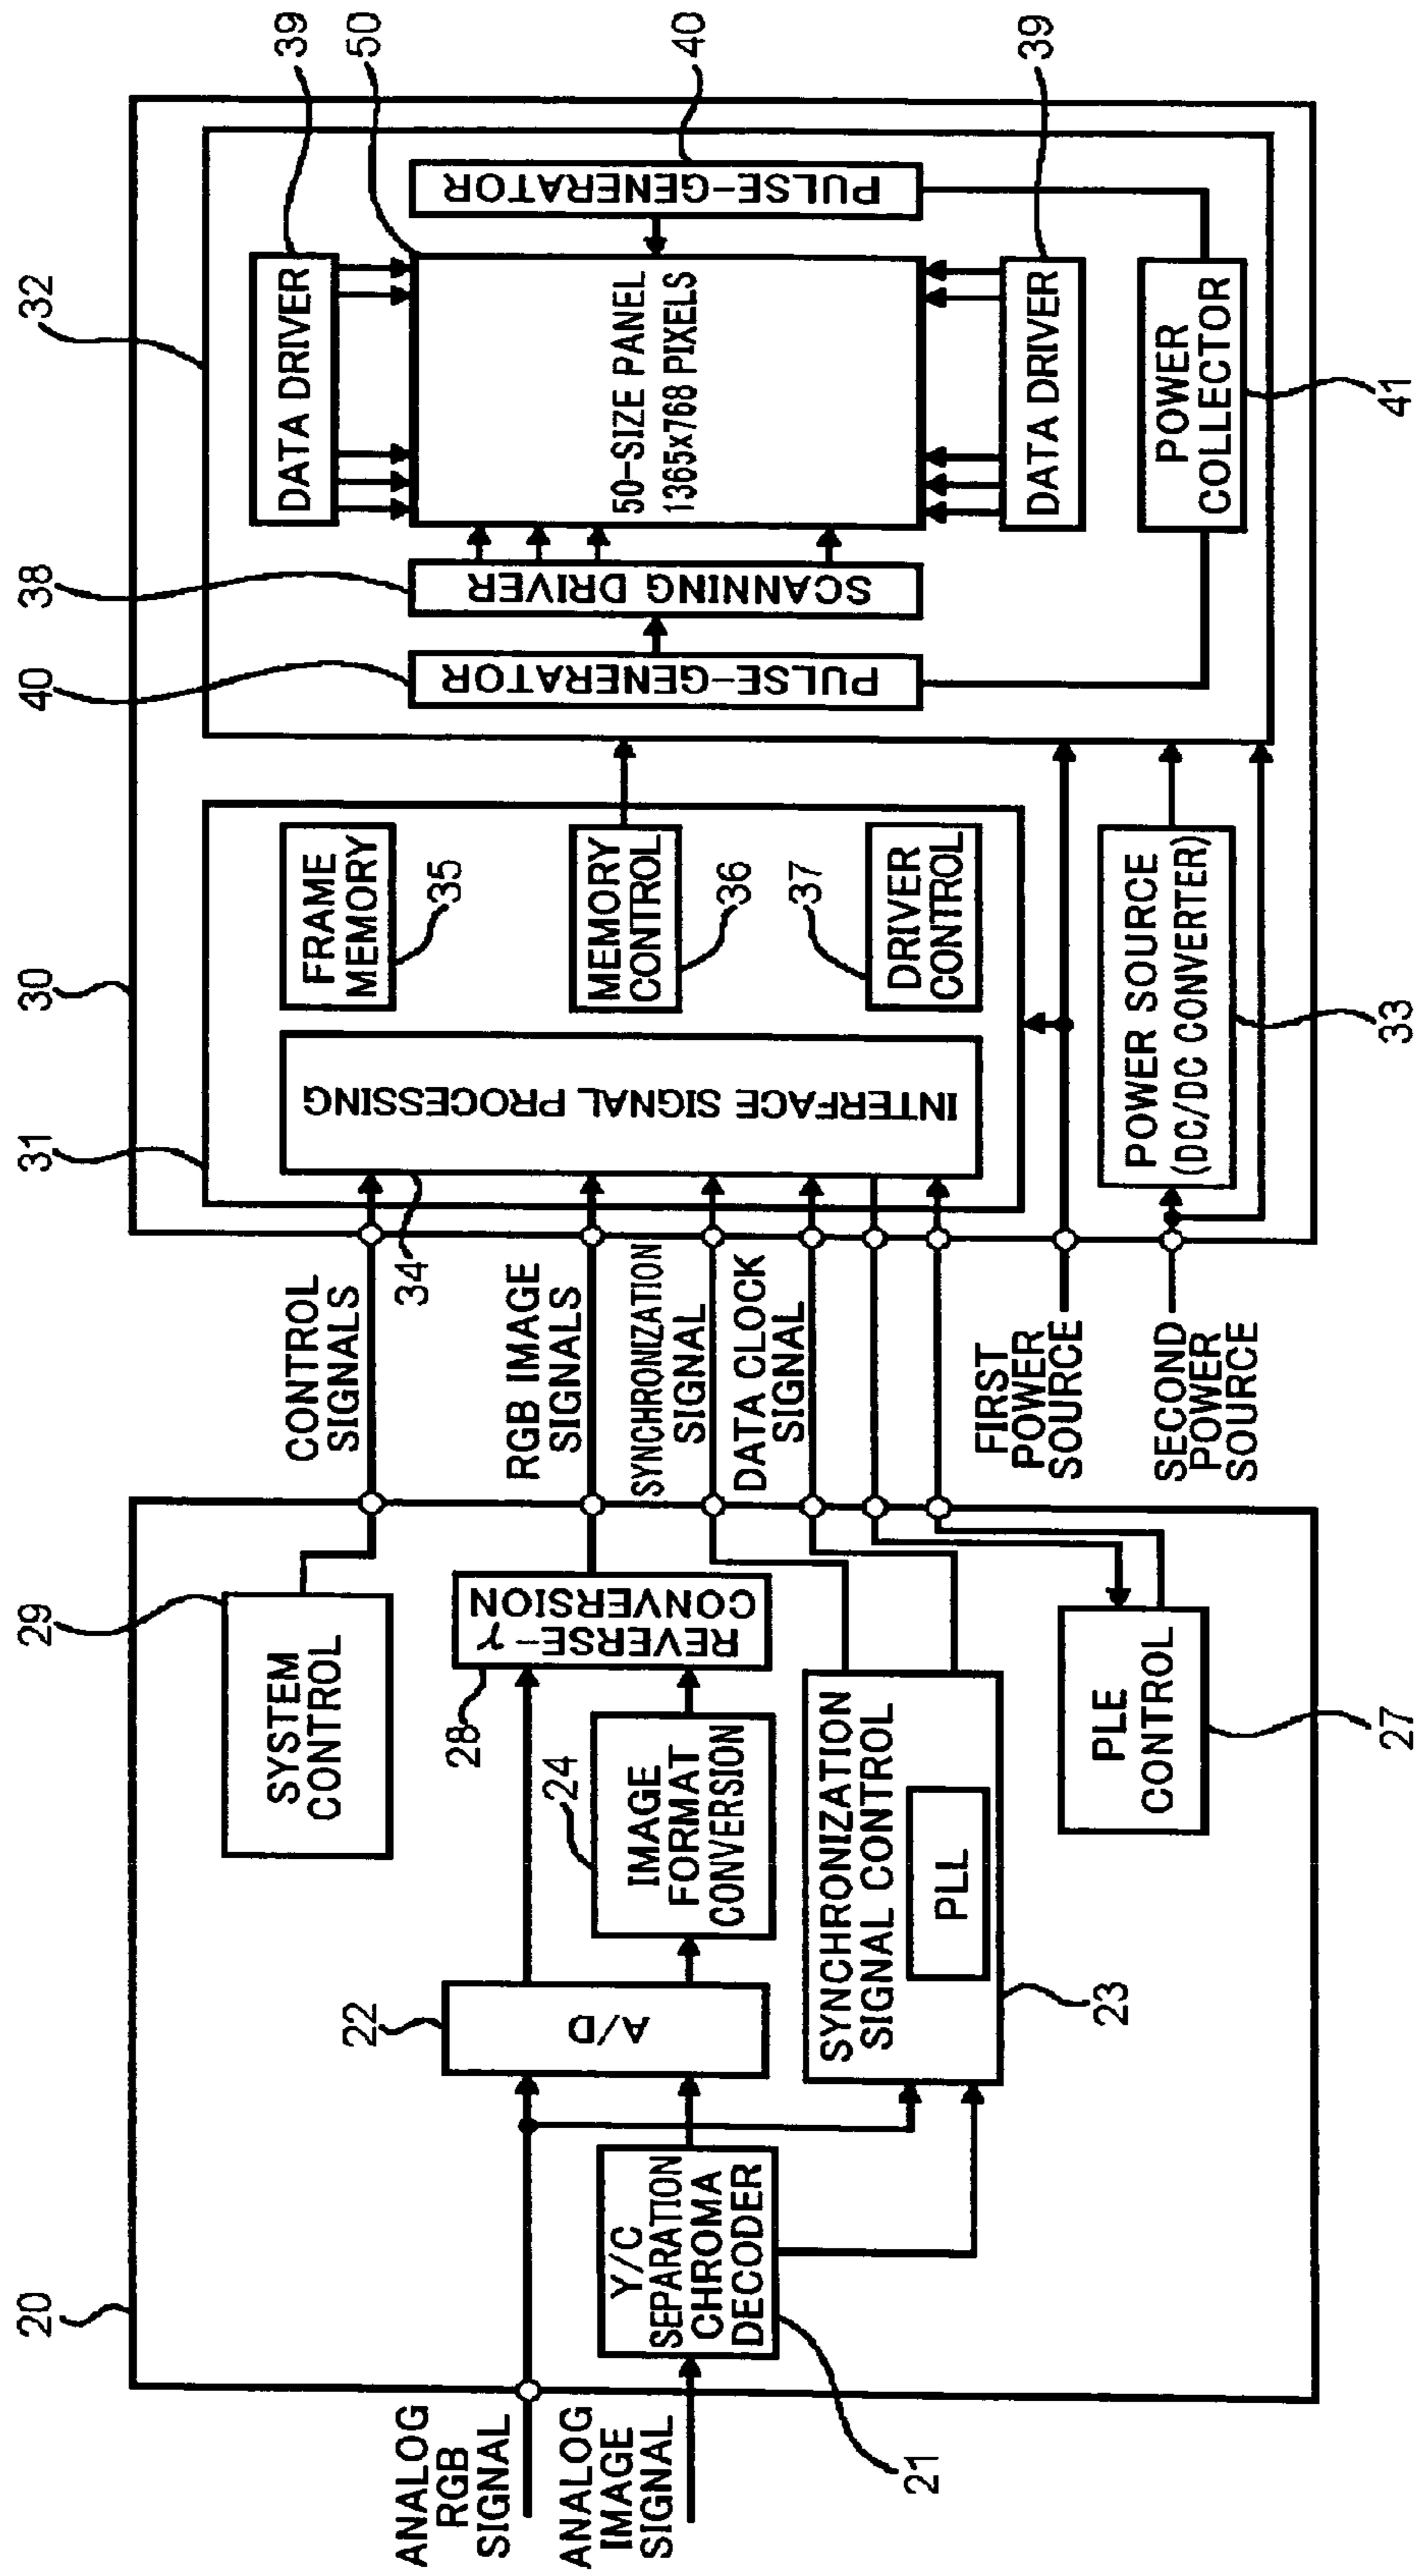 20
ANALOG
RGB
SIGNAL
ANALOG
IMAGE
SIGNAL
Y/C
SEPARATION
CHROMA
DECODER
21
22
A/D
24
IMAGE
FORMAT
CONVERSION
28
REVERSE-γ
CONVERSION
29
SYSTEM
CONTROL
SYNCHRONIZATION
SIGNAL CONTROL
PLL
23
PLE
CONTROL
27
CONTROL
SIGNALS
RGB IMAGE
SIGNALS
SYNCHRONIZATION
SIGNAL
DATA CLOCK
SIGNAL
FIRST
POWER
SOURCE
SECOND
POWER
SOURCE
30
31
34
INTERFACE SIGNAL PROCESSING
FRAME
MEMORY
35
MEMORY
CONTROL
36
37
DRIVER
CONTROL
POWER SOURCE
(DC/DC CONVERTER)
33
32
40
PULSE-GENERATOR
38
SCANNING DRIVER
DATA DRIVER
39
50-SIZE PANEL
1365x768 PIXELS
50
PULSE-GENERATOR
40
DATA DRIVER
39
POWER
COLLECTOR
41